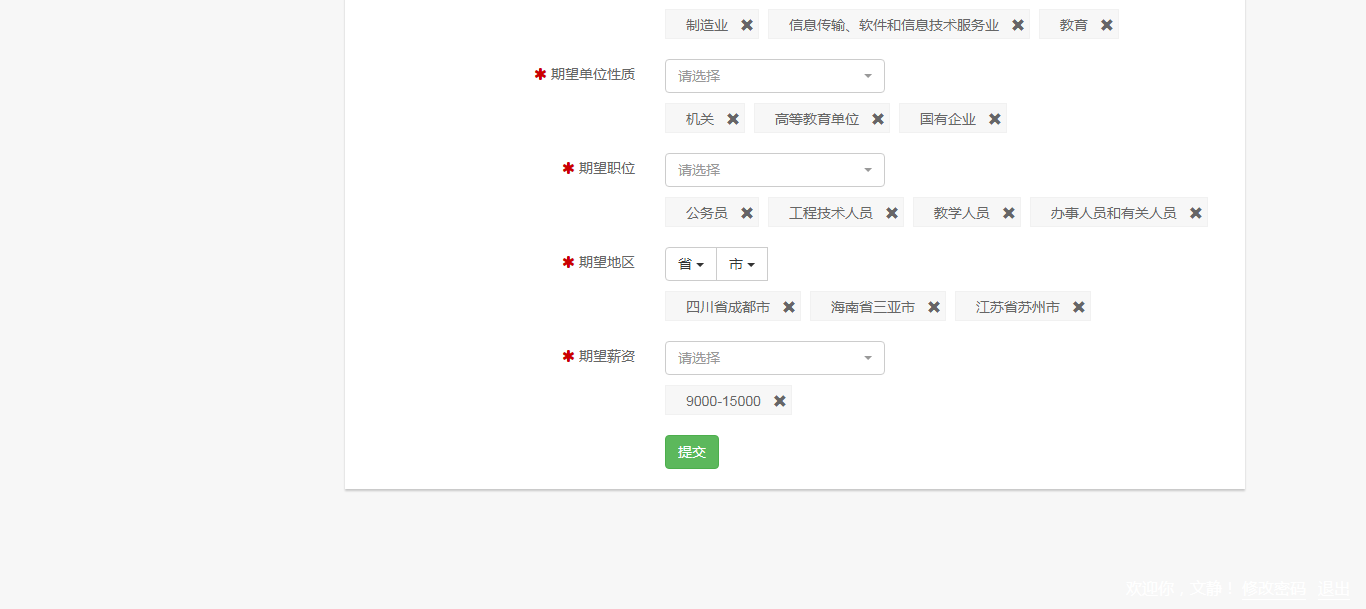 制造业 ✖ 信息传输、软件和信息技术服务业 ✖ 教育 ✖
✱ 期望单位性质 请选择
机关 ✖ 高等教育单位 ✖ 国有企业 ✖
✱ 期望职位 请选择
公务员 ✖ 工程技术人员 ✖ 教学人员 ✖ 办事人员和有关人员 ✖
✱ 期望地区 省 市
四川省成都市 ✖ 海南省三亚市 ✖ 江苏省苏州市 ✖
✱ 期望薪资 请选择
9000-15000 ✖
提交
欢迎你，文静！ 修改密码 退出